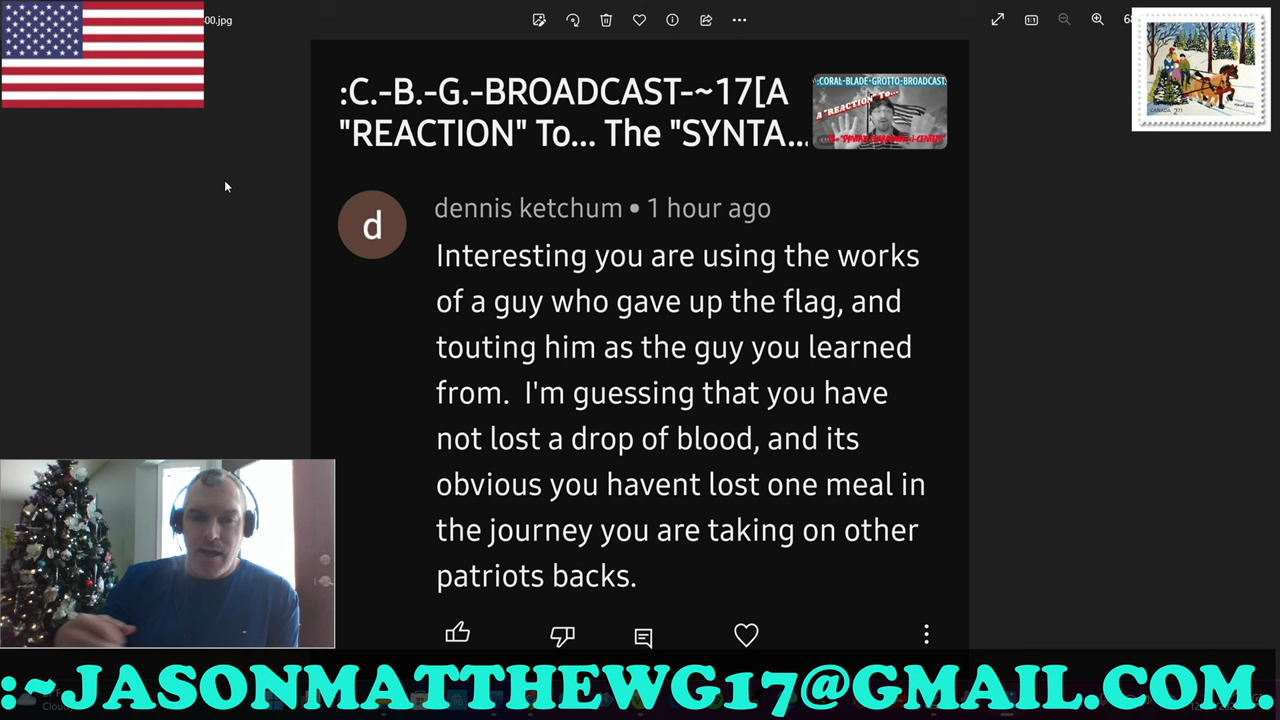 00.jpg
:C.-B.-G.-BROADCAST-~17[A
"REACTION" To... The "SYNTA...
:CORAL-BLADE-GROTTO-BROADCAST:
A "REACTION" To...
d
dennis ketchum • 1 hour ago
Interesting you are using the works
of a guy who gave up the flag, and
touting him as the guy you learned
from.  I'm guessing that you have
not lost a drop of blood, and its
obvious you havent lost one meal in
the journey you are taking on other
patriots backs.
CANADA
:~JASONMATTHEWG17@GMAIL.COM.